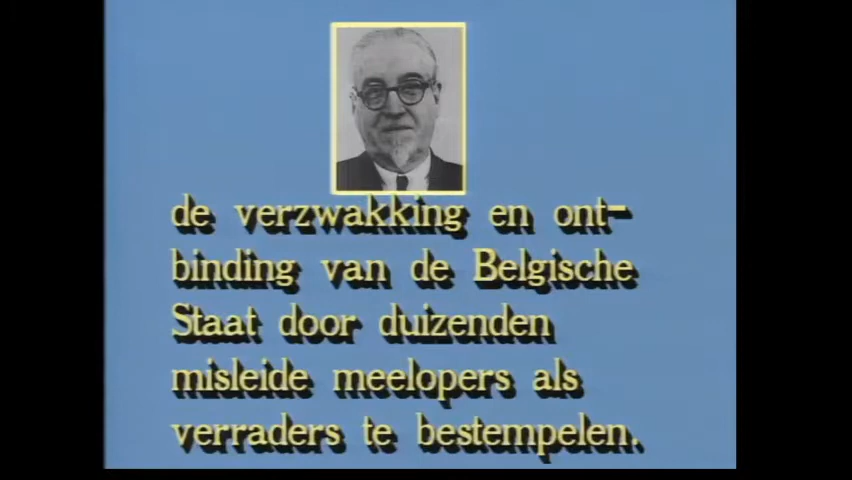 de verzwakking en ont-
binding van de Belgische
Staat door duizenden
misleide meelopers als
verraders te bestempelen.